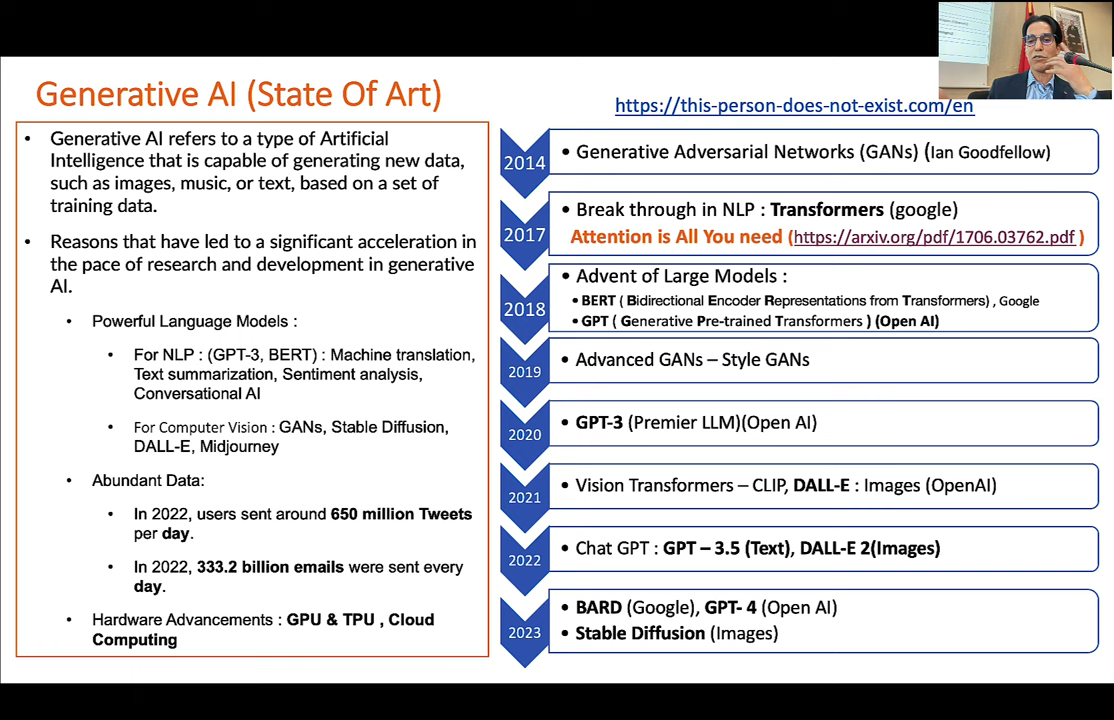 Generative AI (State Of Art)
https://this-person-does-not-exist.com/en
• Generative AI refers to a type of Artificial
Intelligence that is capable of generating new data,
such as images, music, or text, based on a set of
training data.
• Reasons that have led to a significant acceleration in
the pace of research and development in generative
AI.
• Powerful Language Models :
• For NLP : (GPT-3, BERT) : Machine translation,
Text summarization, Sentiment analysis,
Conversational AI
• For Computer Vision : GANs, Stable Diffusion,
DALL-E, Midjourney
• Abundant Data:
• In 2022, users sent around 650 million Tweets
per day.
• In 2022, 333.2 billion emails were sent every
day.
• Hardware Advancements : GPU & TPU , Cloud
Computing
2014
• Generative Adversarial Networks (GANs) (Ian Goodfellow)
2017
• Break through in NLP : Transformers (google)
Attention is All You need (https://arxiv.org/pdf/1706.03762.pdf )
2018
• Advent of Large Models :
• BERT ( Bidirectional Encoder Representations from Transformers) , Google
• GPT ( Generative Pre-trained Transformers ) (Open AI)
2019
• Advanced GANs – Style GANs
2020
• GPT-3 (Premier LLM)(Open AI)
2021
• Vision Transformers – CLIP, DALL-E : Images (OpenAI)
2022
• Chat GPT : GPT – 3.5 (Text), DALL-E 2(Images)
2023
• BARD (Google), GPT- 4 (Open AI)
• Stable Diffusion (Images)